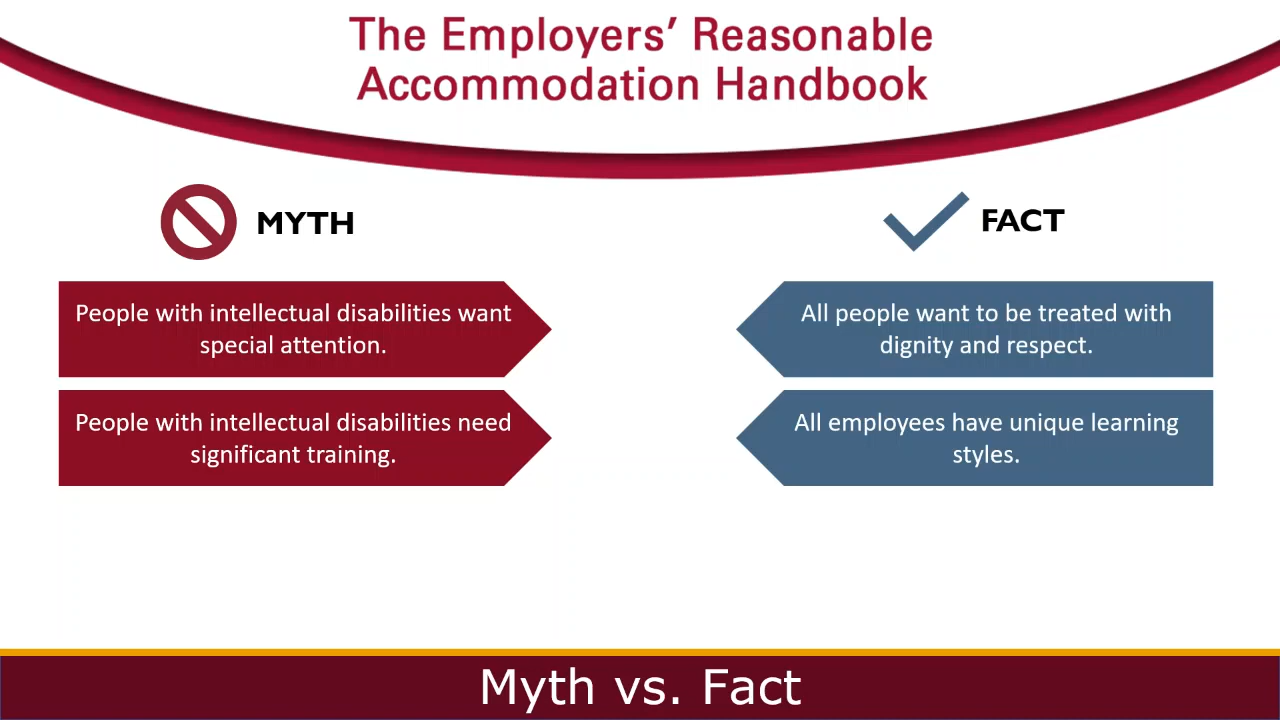 The Employers’ Reasonable
Accommodation Handbook
MYTH
FACT
People with intellectual disabilities want
special attention.
All people want to be treated with
dignity and respect.
People with intellectual disabilities need
significant training.
All employees have unique learning
styles.
Myth vs. Fact